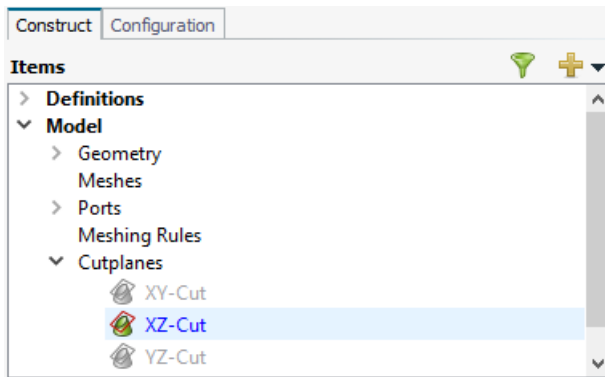 Construct Configuration
Items
Definitions
Model
Geometry
Meshes
Ports
Meshing Rules
Cutplanes
XY-Cut
XZ-Cut
YZ-Cut